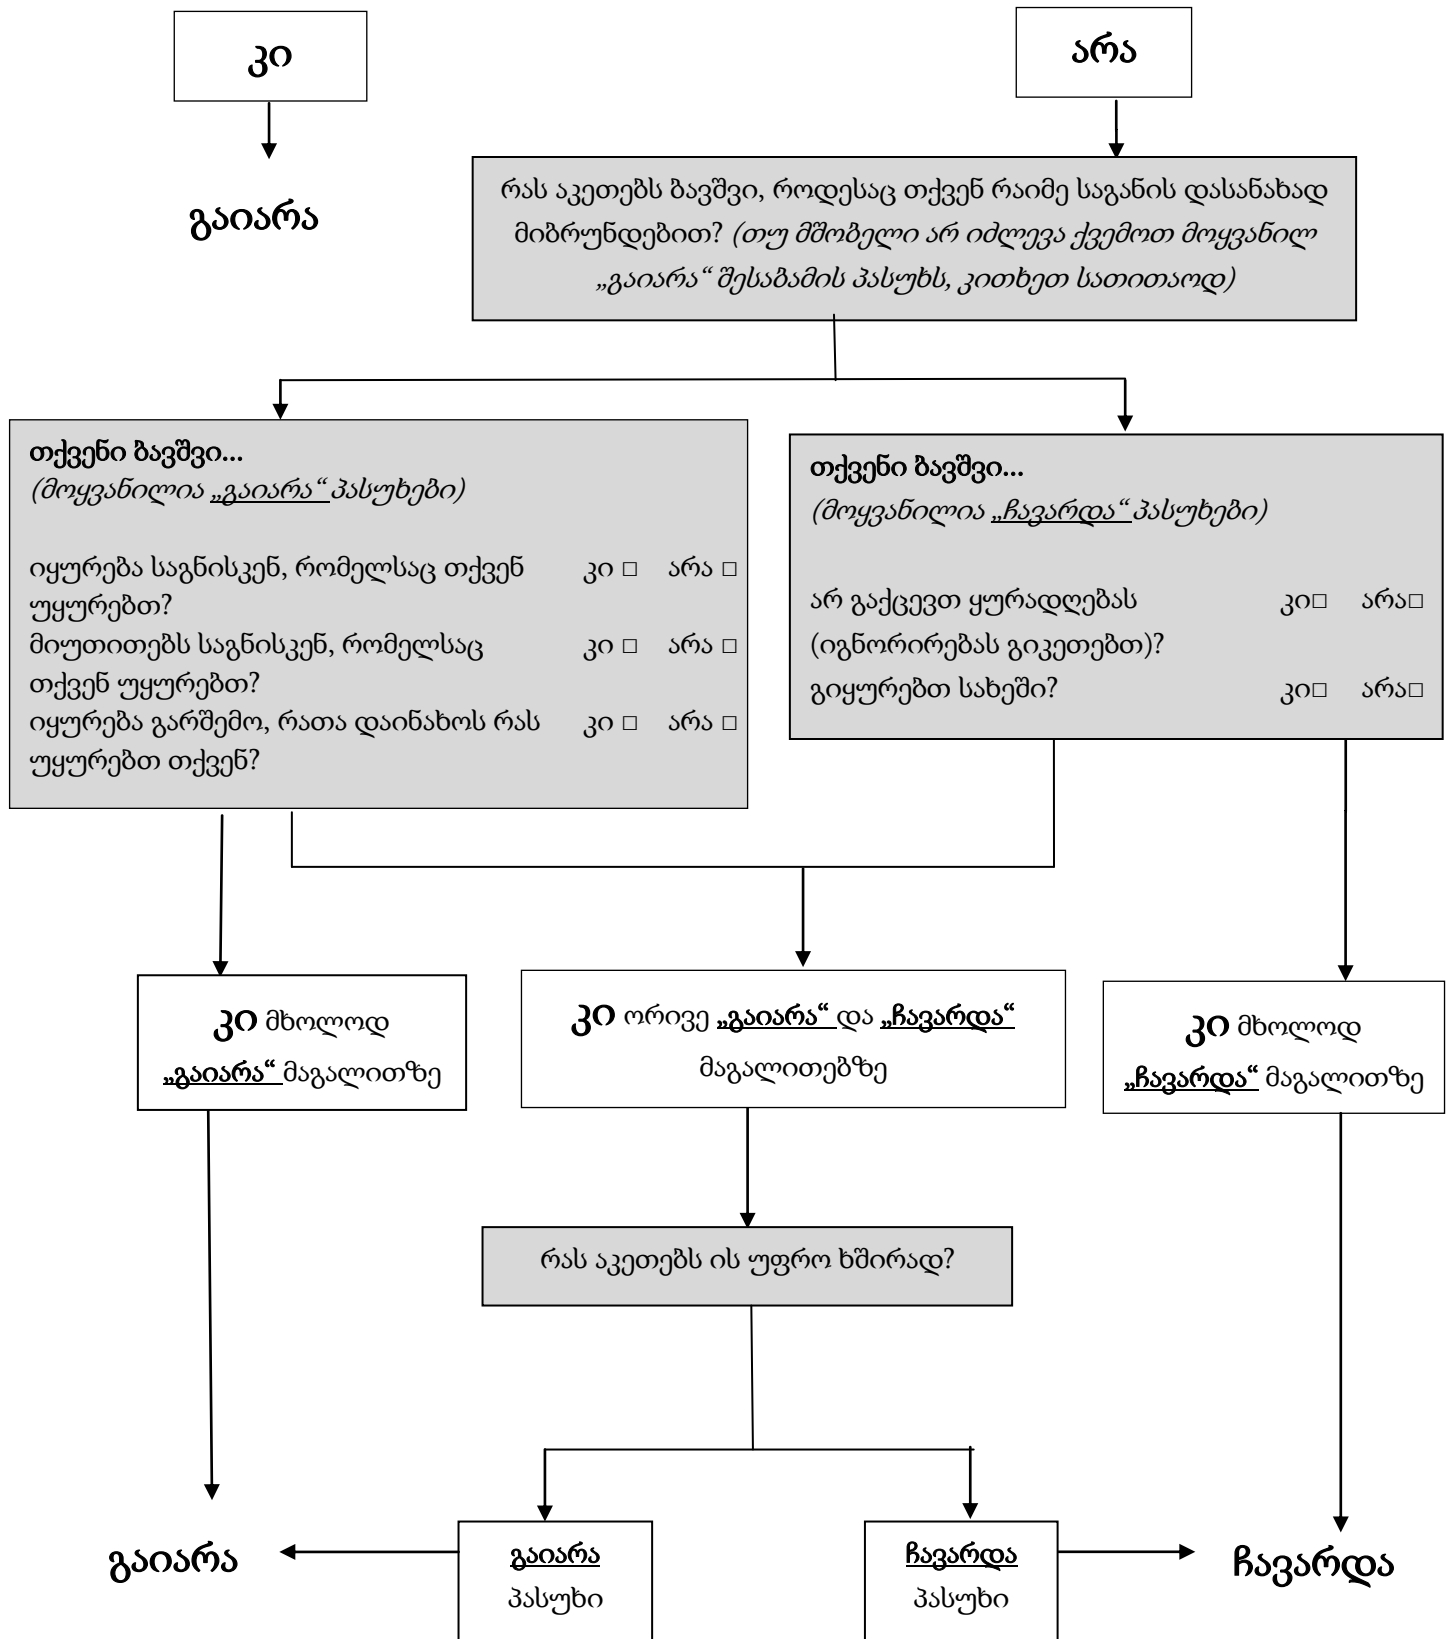 კი
არა
გაიარა
რას აკეთებს ბავშვი, როდესაც თქვენ რაიმე საგანის დასანახად
მიბრუნდებით? (თუ მშობელი არ იძლევა ქვემოთ მოყვანილ
„გაიარა“ შესაბამის პასუხს, კითხეთ სათითაოდ)
თქვენი ბავშვი...
(მოყვანილია „გაიარა“ პასუხები)
იყურება საგნისკენ, რომელსაც თქვენ კი □ არა □
უყურებთ?
მიუთითებს საგნისკენ, რომელსაც კი □ არა □
თქვენ უყურებთ?
იყურება გარშემო, რათა დაინახოს რას კი □ არა □
უყურებთ თქვენ?
თქვენი ბავშვი...
(მოყვანილია „ჩავარდა“ პასუხები)
არ გაქცევთ ყურადღებას კი□ არა□
(იგნორირებას გიკეთებთ)?
გიყურებთ სახეში? კი□ არა□
კი მხოლოდ
„გაიარა“ მაგალითზე
კი ორივე „გაიარა“ და „ჩავარდა“
მაგალითებზე
კი მხოლოდ
„ჩავარდა“ მაგალითზე
რას აკეთებს ის უფრო ხშირად?
გაიარა
გაიარა
პასუხი
ჩავარდა
პასუხი
ჩავარდა